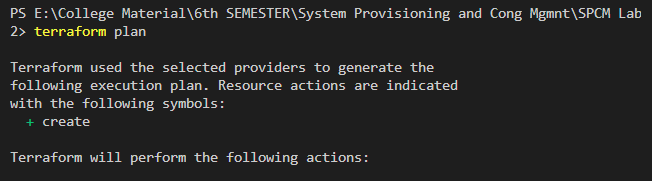 PS E:\College Material\6th SEMESTER\System Provisioning and Cong Mgmnt\SPCM Lab
2> terraform plan
Terraform used the selected providers to generate the
following execution plan. Resource actions are indicated
with the following symbols:
+ create
Terraform will perform the following actions: